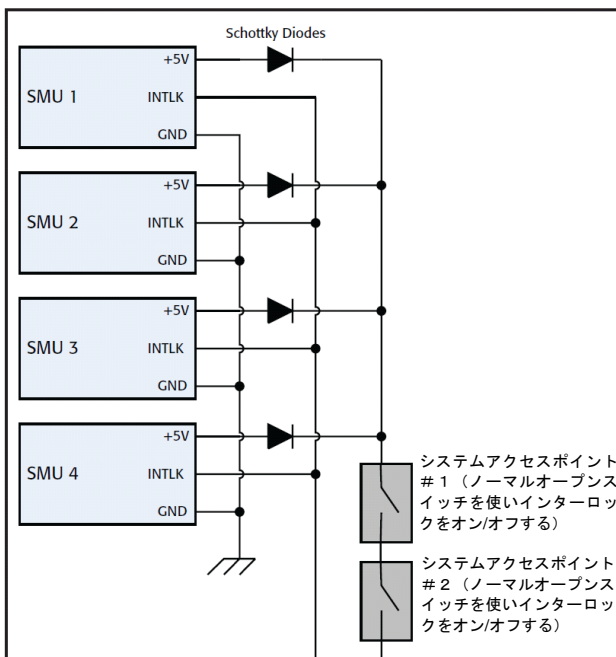 Schottky Diodes
+5V
SMU 1
INTLK
GND
+5V
SMU 2
INTLK
GND
+5V
SMU 3
INTLK
GND
+5V
SMU 4
INTLK
GND
システムアクセスポイント
#1（ノーマルオープンス
イッチを使いインターロッ
クをオン/オフする）
システムアクセスポイント
#2（ノーマルオープンス
イッチを使いインターロッ
クをオン/オフする）